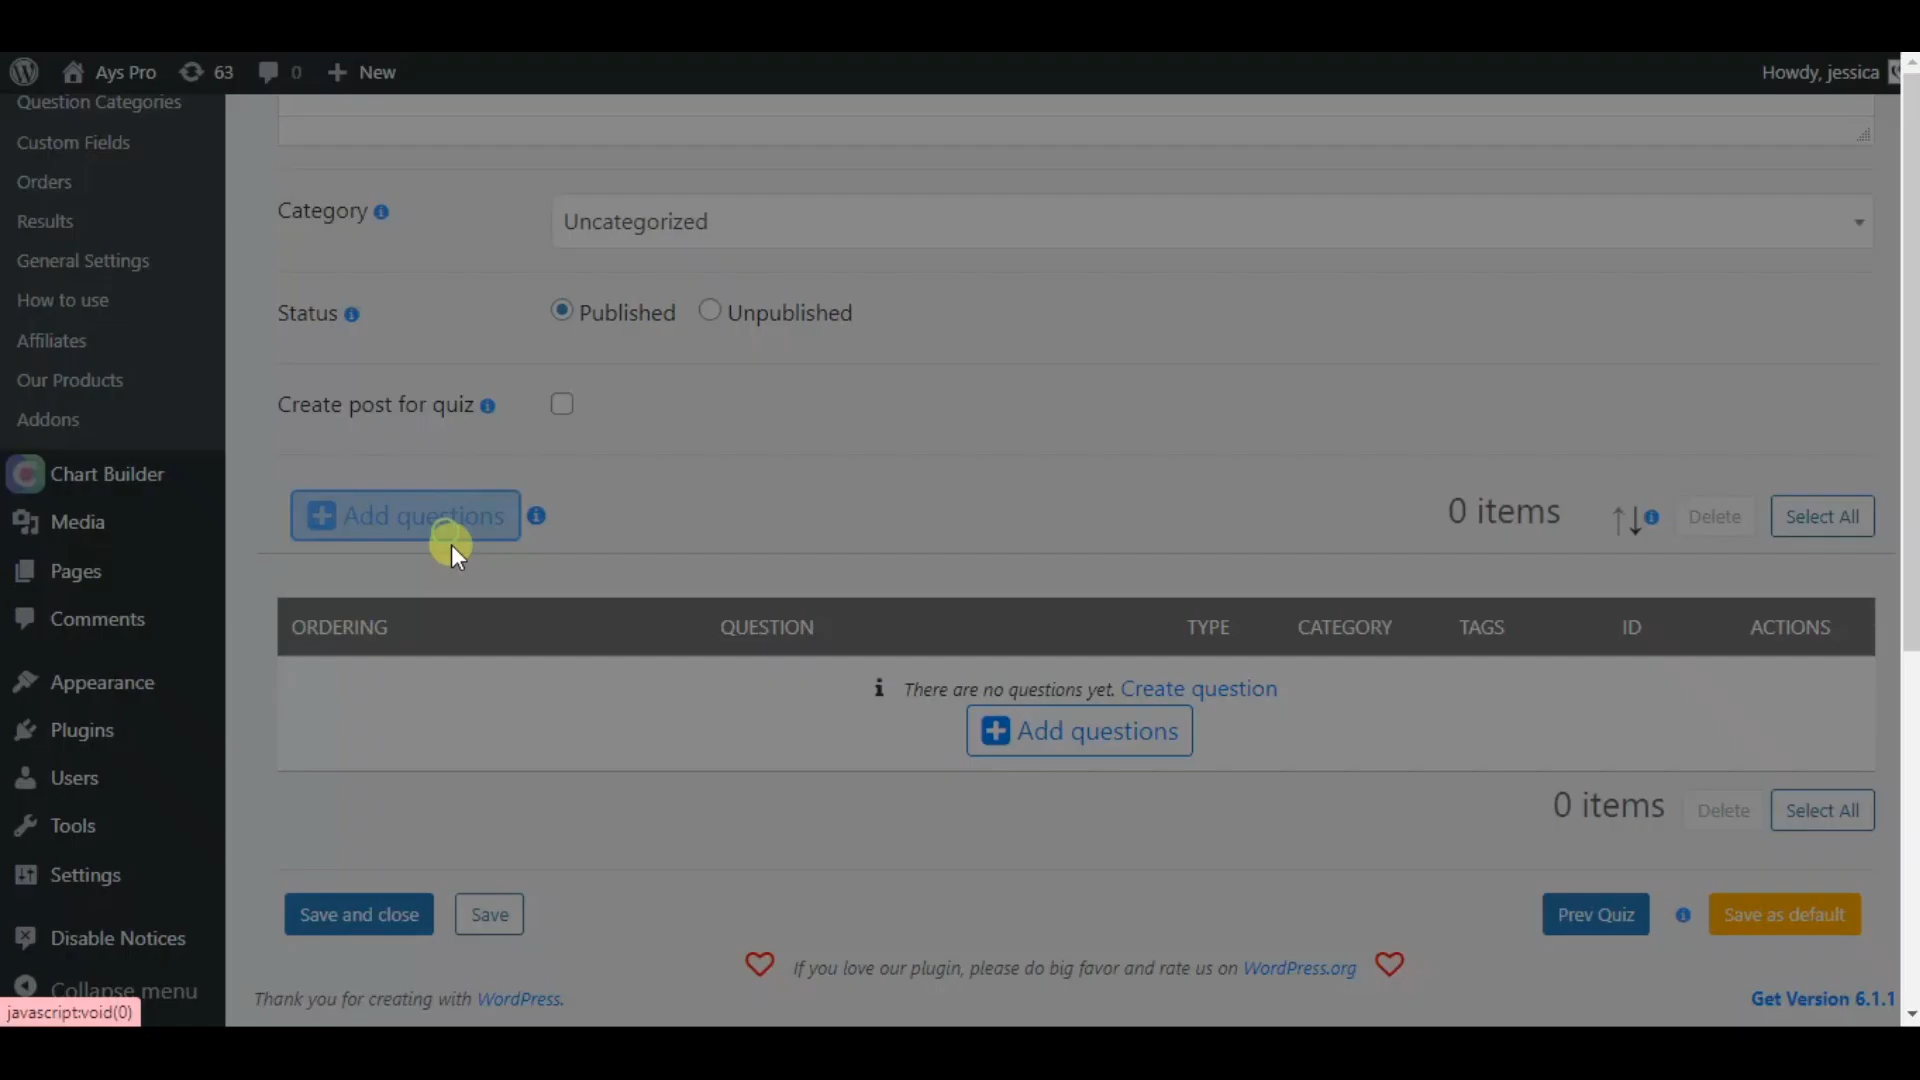 Ays Pro 63 0 New Howdy, jessica
Question Categories
Custom Fields
Orders
Results
General Settings
How to use
Affiliates
Our Products
Addons
Chart Builder
Media
Pages
Comments
Appearance
Plugins
Users
Tools
Settings
Disable Notices
Collapse menu
javascript:void(0)
Category
Uncategorized
Status
Published Unpublished
Create post for quiz
Add questions
0 items Delete Select All
ORDERING QUESTION TYPE CATEGORY TAGS ID ACTIONS
There are no questions yet. Create question
Add questions
0 items Delete Select All
Save and close Save Prev Quiz Save as default
If you love our plugin, please do big favor and rate us on WordPress.org
Thank you for creating with WordPress. Get Version 6.1.1